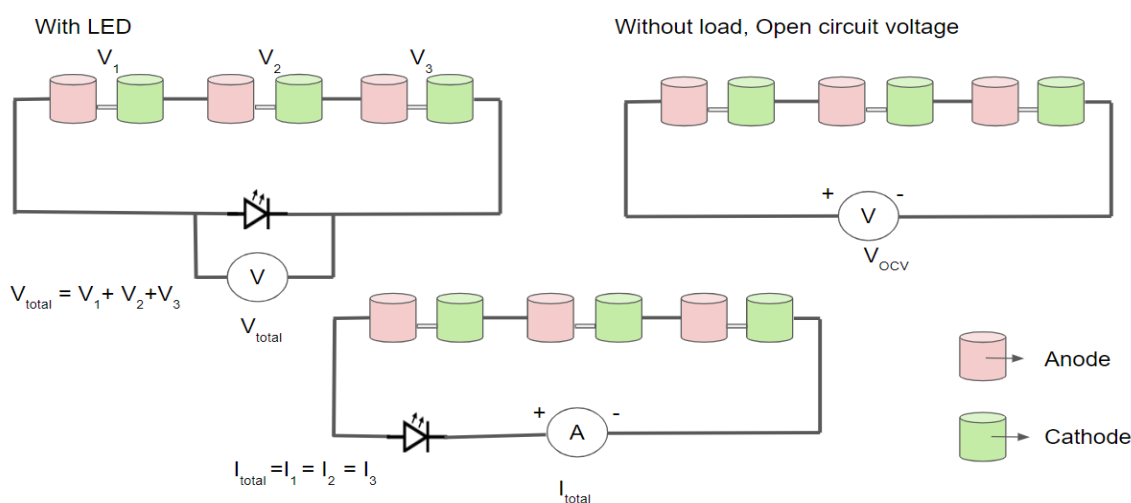 With LED
V1 V2 V3
V
Vtotal = V1+ V2+V3
Vtotal
Without load, Open circuit voltage
+ -
V
VOCV
+ -
A
Itotal =I1 = I2 = I3
Itotal
Anode
Cathode